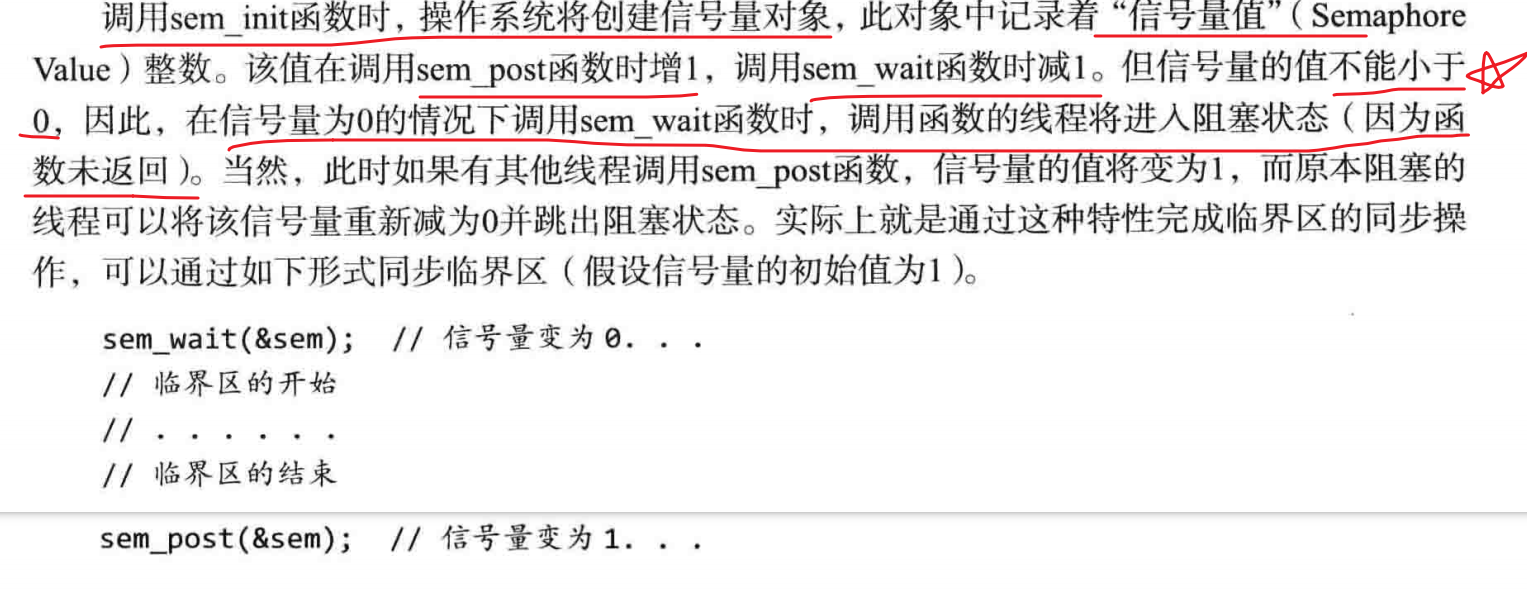 调用sem_init函数时，操作系统将创建信号量对象，此对象中记录着“信号量值”（Semaphore
Value）整数。该值在调用sem_post函数时增1，调用sem_wait函数时减1。但信号量的值不能小于
0，因此，在信号量为0的情况下调用sem_wait函数时，调用函数的线程将进入阻塞状态（因为函
数未返回）。当然，此时如果有其他线程调用sem_post函数，信号量的值将变为1，而原本阻塞的
线程可以将该信号量重新减为0并跳出阻塞状态。实际上就是通过这种特性完成临界区的同步操
作，可以通过如下形式同步临界区（假设信号量的初始值为1）。
sem_wait(&sem); // 信号量变为 0. . .
// 临界区的开始
// . . . . . .
// 临界区的结束
sem_post(&sem); // 信号量变为 1. . .